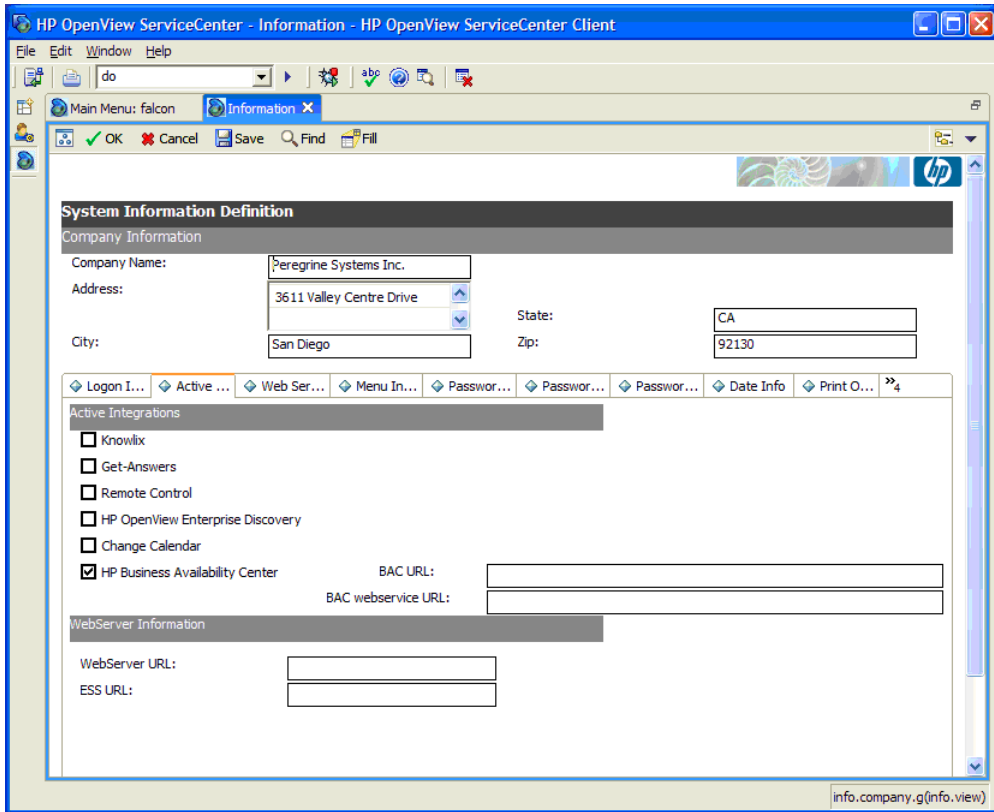 HP OpenView ServiceCenter - Information - HP OpenView ServiceCenter Client
File Edit Window Help
do abc
Main Menu: falcon Information
OK Cancel Save Find Fill
hp
System Information Definition
Company Information
Company Name: Peregrine Systems Inc.
Address: 3611 Valley Centre Drive
State: CA
City: San Diego Zip: 92130
Logon I... Active ... Web Ser... Menu In... Passwor... Passwor... Passwor... Date Info Print O... »4
Active Integrations
Knowlix
Get-Answers
Remote Control
HP OpenView Enterprise Discovery
Change Calendar
HP Business Availability Center BAC URL:
BAC webservice URL:
WebServer Information
WebServer URL:
ESS URL:
info.company.g(info.view)